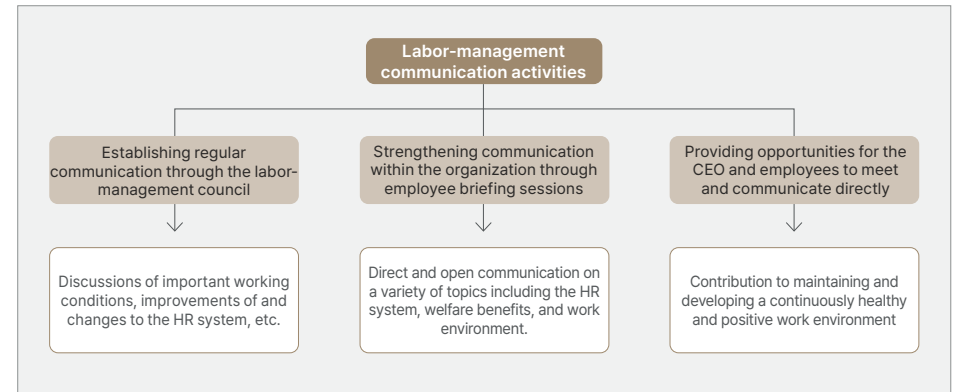 Labor-management
communication activities
Establishing regular
communication through the labor-
management council
Strengthening communication
within the organization through
employee briefing sessions
Providing opportunities for the
CEO and employees to meet
and communicate directly
Discussions of important working
conditions, improvements of and
changes to the HR system, etc.
Direct and open communication on
a variety of topics including the HR
system, welfare benefits, and work
environment.
Contribution to maintaining and
developing a continuously healthy
and positive work environment